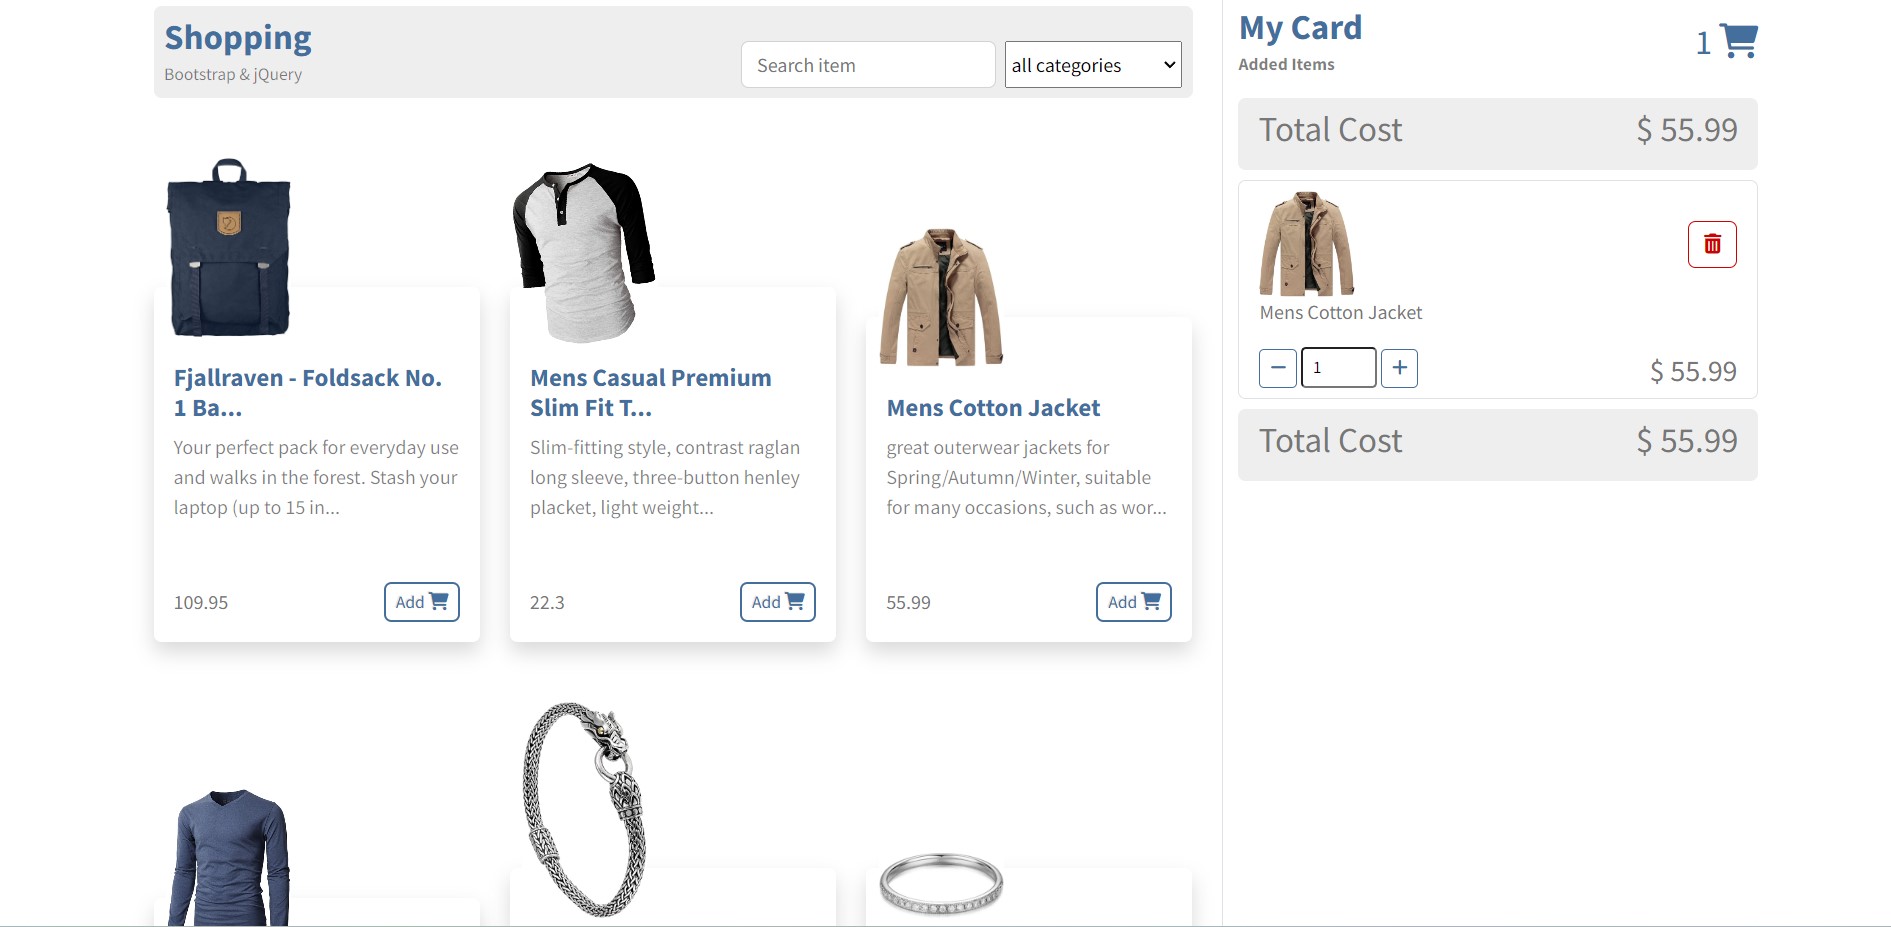 Shopping
Bootstrap & jQuery
Search item
all categories
Fjallraven - Foldsack No.
1 Ba...
Your perfect pack for everyday use
and walks in the forest. Stash your
laptop (up to 15 in...
109.95
Add
Mens Casual Premium
Slim Fit T...
Slim-fitting style, contrast raglan
long sleeve, three-button henley
placket, light weight...
22.3
Add
Mens Cotton Jacket
great outerwear jackets for
Spring/Autumn/Winter, suitable
for many occasions, such as wor...
55.99
Add
My Card
Added Items
1
Total Cost
$ 55.99
Mens Cotton Jacket
1
$ 55.99
Total Cost
$ 55.99